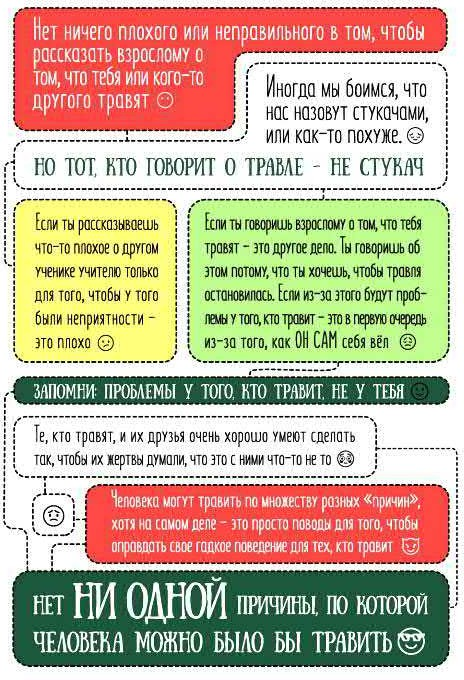 Нет ничего плохого или неправильного в том, чтобы
рассказать взрослому о
том, что тебя или кого-то
другого травят
Иногда мы боимся, что
нас назовут стукачами,
или как-то похуже.
НО ТОТ, КТО ГОВОРИТ О ТРАВЛЕ - НЕ СТУКАЧ
Если ты рассказываешь
что-то плохое о другом
ученике учителю только
для того, чтобы у того
были неприятности -
это плохо
Если ты говоришь взрослому о том, что тебя
травят - это другое дело. Ты говоришь об
этом потому, что ты хочешь, чтобы травля
остановилась. Если из-за этого будут проб-
лемы у того, кто травит - это в первую очередь
из-за того, как ОН САМ себя вёл
ЗАПОМНИ: ПРОБЛЕМЫ У ТОГО, КТО ТРАВИТ, НЕ У ТЕБЯ
Те, кто травят, и их друзья очень хорошо умеют сделать
так, чтобы их жертвы думали, что это с ними что-то не то
Человека могут травить по множеству разных «причин»,
хотя на самом деле - это просто поводы для того, чтобы
оправдать свое гадкое поведение для тех, кто травит
НЕТ НИ ОДНОЙ ПРИЧИНЫ, ПО КОТОРОЙ
ЧЕЛОВЕКА МОЖНО БЫЛО БЫ ТРАВИТЬ